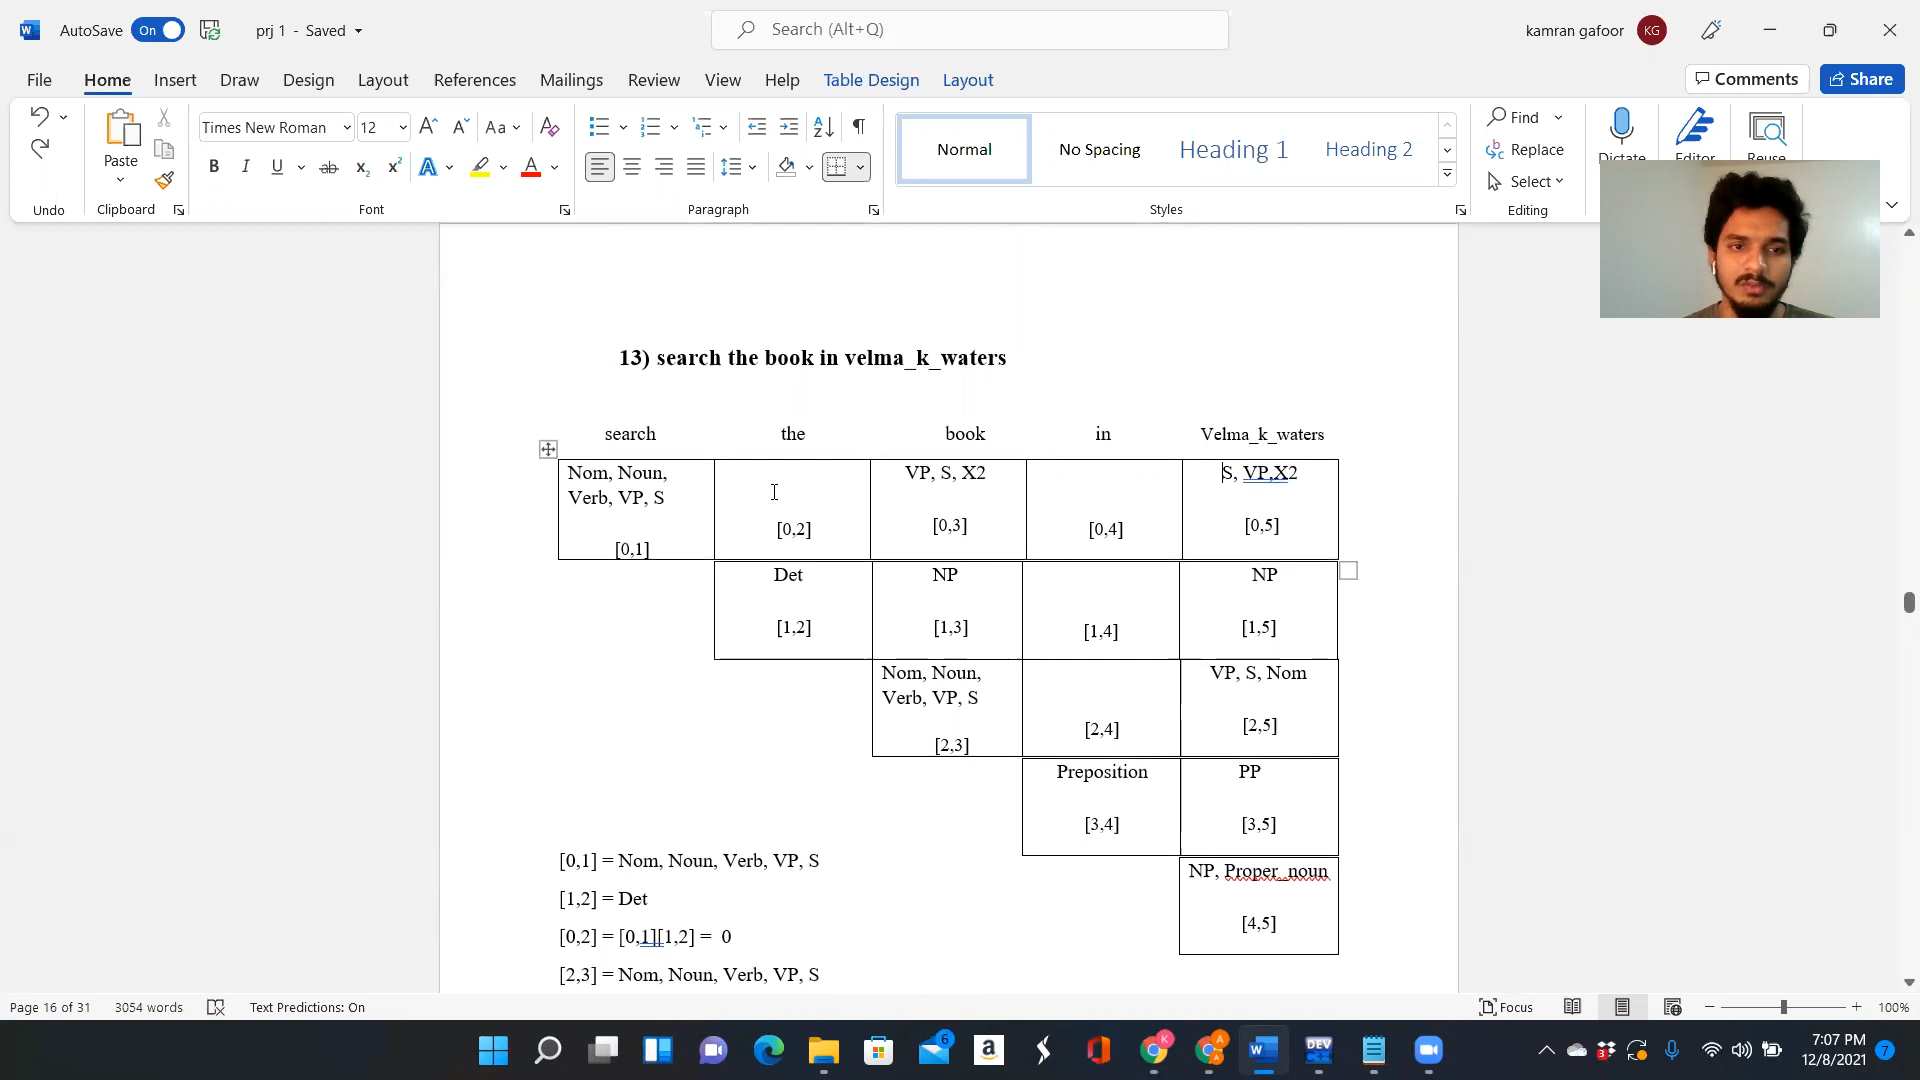 AutoSave On prj 1 - Saved Search (Alt+Q) kamran gafoor KG
File Home Insert Draw Design Layout References Mailings Review View Help Table Design Layout Comments Share
Times New Roman 12 Aa Find
Paste Normal No Spacing Heading 1 Heading 2 Replace Dictate Editor Reuse
B I U ab x₂ x² A A Select
Undo Clipboard Font Paragraph Styles Editing
13) search the book in velma_k_waters
search the book in Velma_k_waters
Nom, Noun, VP, S, X2 S, VP,X2
Verb, VP, S
[0,2] [0,3] [0,4] [0,5]
[0,1]
Det NP NP
[1,2] [1,3] [1,4] [1,5]
Nom, Noun, VP, S, Nom
Verb, VP, S
[2,4] [2,5]
[2,3]
Preposition PP
[3,4] [3,5]
[0,1] = Nom, Noun, Verb, VP, S
NP, Proper_noun
[1,2] = Det
[4,5]
[0,2] = [0,1][1,2] = 0
[2,3] = Nom, Noun, Verb, VP, S
Page 16 of 31 3054 words Text Predictions: On Focus 100%
7:07 PM
12/8/2021